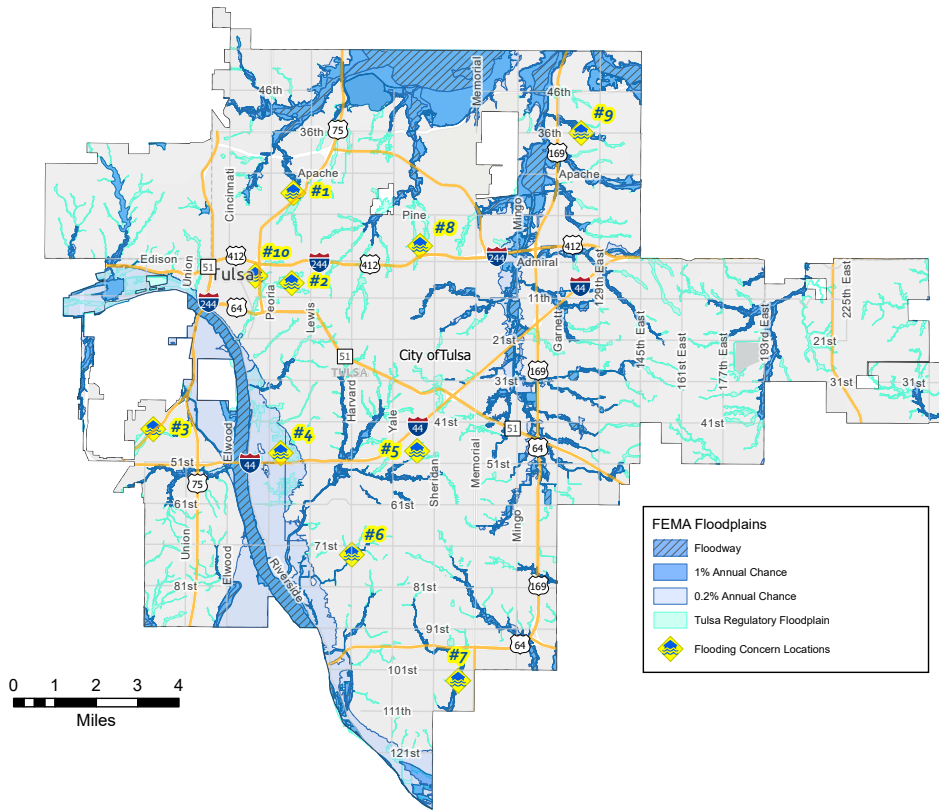 46th
Memorial
46th
#9
36th
75
36th
169
Apache
#1
Apache
Cincinnati
Mingo
Pine
#8
412
Edison
Union
51
#10
412
244
412
244
Admiral
Tulsa
#2
44
129th East
225th East
244
64
Peoria
Lewis
11th
Garnett
145th East
161st East
177th East
193rd East
21st
21st
51
City of Tulsa
TULSA
169
31st
31st
31st
Harvard
Yale
#3
Elwood
#4
44
41st
51
41st
#5
64
51st
44
Sheridan
Memorial
51st
75
61st
61st
Mingo
#6
71st
Union
Elwood
Riverside
81st
81st
169
91st
64
#7
101st
111th
121st
FEMA Floodplains
Floodway
1% Annual Chance
0.2% Annual Chance
Tulsa Regulatory Floodplain
Flooding Concern Locations
0 1 2 3 4
Miles